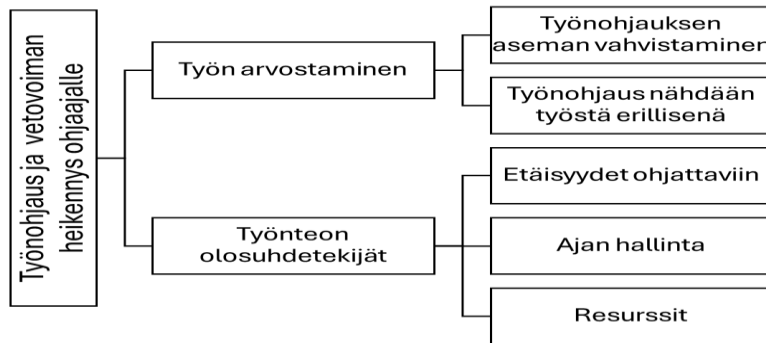 Työnohjaus ja vetovoiman
heikennys ohjaajalle
Työn arvostaminen
Työnohjauksen
aseman vahvistaminen
Työnohjaus nähdään
työstä erillisenä
Työnteon
olosuhdetekijät
Etäisyydet ohjattaviin
Ajan hallinta
Resurssit